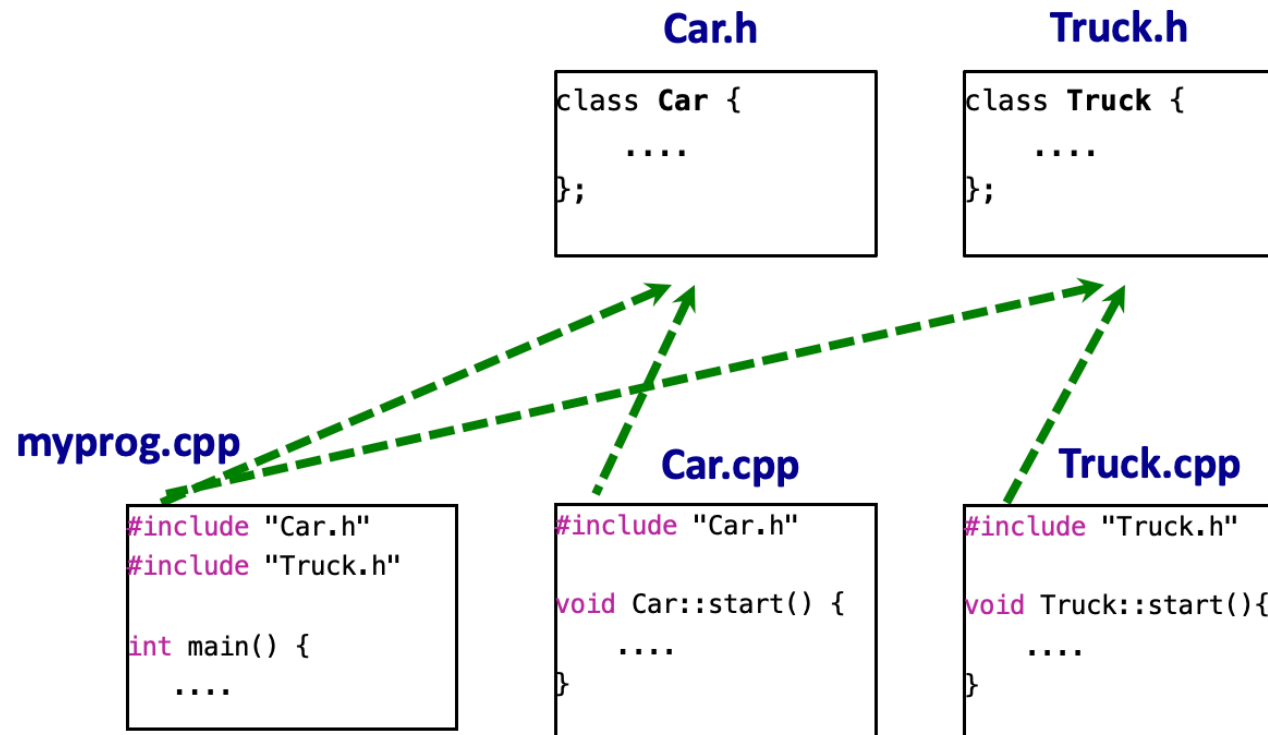 Car.h
class Car {
....
};
Truck.h
class Truck {
....
};
myprog.cpp
#include "Car.h"
#include "Truck.h"
int main() {
....
Car.cpp
#include "Car.h"
void Car::start() {
....
}
Truck.cpp
#include "Truck.h"
void Truck::start(){
....
}